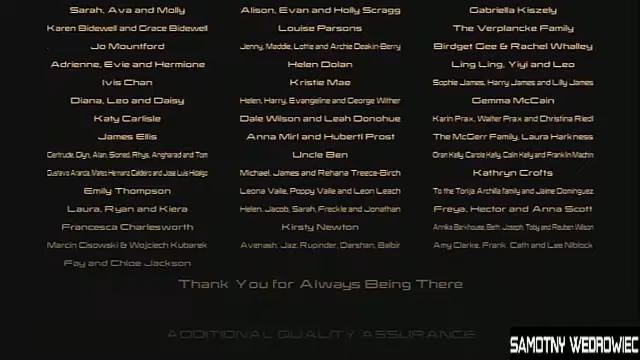 Sarah, Ava and Molly
Alison, Evan and Holly Scragg
Gabriella Kiszely
Karen Bidewell and Grace Bidewell
Louise Parsons
The Verplancke Family
Jo Mountford
Jenny, Maddie, Lottie and Archie Deakin-Berry
Birdget Gee & Rachel Whalley
Adrienne, Evie and Hermione
Helen Dolan
Ling Ling, Yiyi and Leo
Ivis Chan
Kristie Mae
Sophie James, Harry James and Lilly James
Diana, Leo and Daisy
Helen, Harry, Evangeline and George Wither
Gemma McCain
Katy Carlisle
Dale Wilson and Leah Donohue
Karin Prax, Walter Prax and Christina Riedl
James Ellis
Anna Mirl and Hubertl Prost
The McGerr Family, Laura Harkness
Gertrude, Glyn, Alan, Sioned, Rhys, Angharad and Tom
Uncle Ben
Oran Kelly, Carole Kelly, Colin Kelly and Franklin Machin
Gustavo Aranda, Mateo Hernanz Caldeiro and Jose Luis Hidalgo
Michael, James and Rehana Treece-Birch
Kathryn Crofts
Emily Thompson
Leona Vaile, Poppy Vaile and Leon Leach
To the Torija Archilla family and Jaime Dominguez
Laura, Ryan and Kiera
Helen, Jacob, Sarah, Freckle and Jonathan
Freya, Hector and Anna Scott
Francesca Charlesworth
Kirsty Newton
Annika Barkhouse, Beth, Joseph, Toby and Reuben Wilson
Marcin Cisowski & Wojciech Kubarek
Avenash, Jaz, Rupinder, Darshan, Balbir
Amy Clarke, Frank, Cath and Lee Niblock
Fay and Chloe Jackson
Thank You for Always Being There
ADDITIONAL QUALITY ASSURANCE
SAMOTNY WEDROWIEC